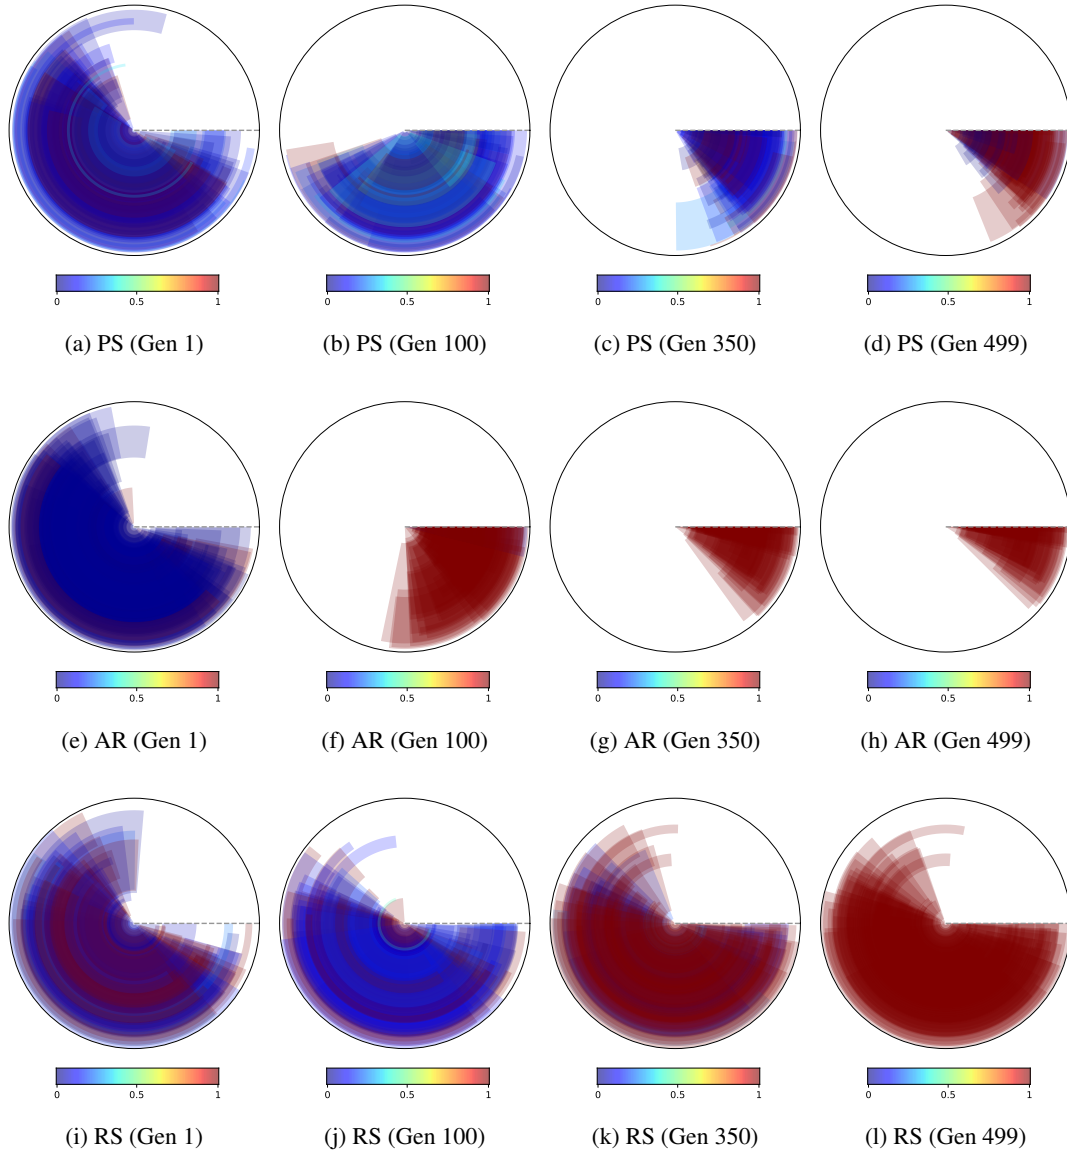 0 0.5 1 0 0.5 1 0 0.5 1 0 0.5 1
(a) PS (Gen 1) (b) PS (Gen 100) (c) PS (Gen 350) (d) PS (Gen 499)
0 0.5 1 0 0.5 1 0 0.5 1 0 0.5 1
(e) AR (Gen 1) (f) AR (Gen 100) (g) AR (Gen 350) (h) AR (Gen 499)
0 0.5 1 0 0.5 1 0 0.5 1 0 0.5 1
(i) RS (Gen 1) (j) RS (Gen 100) (k) RS (Gen 350) (l) RS (Gen 499)